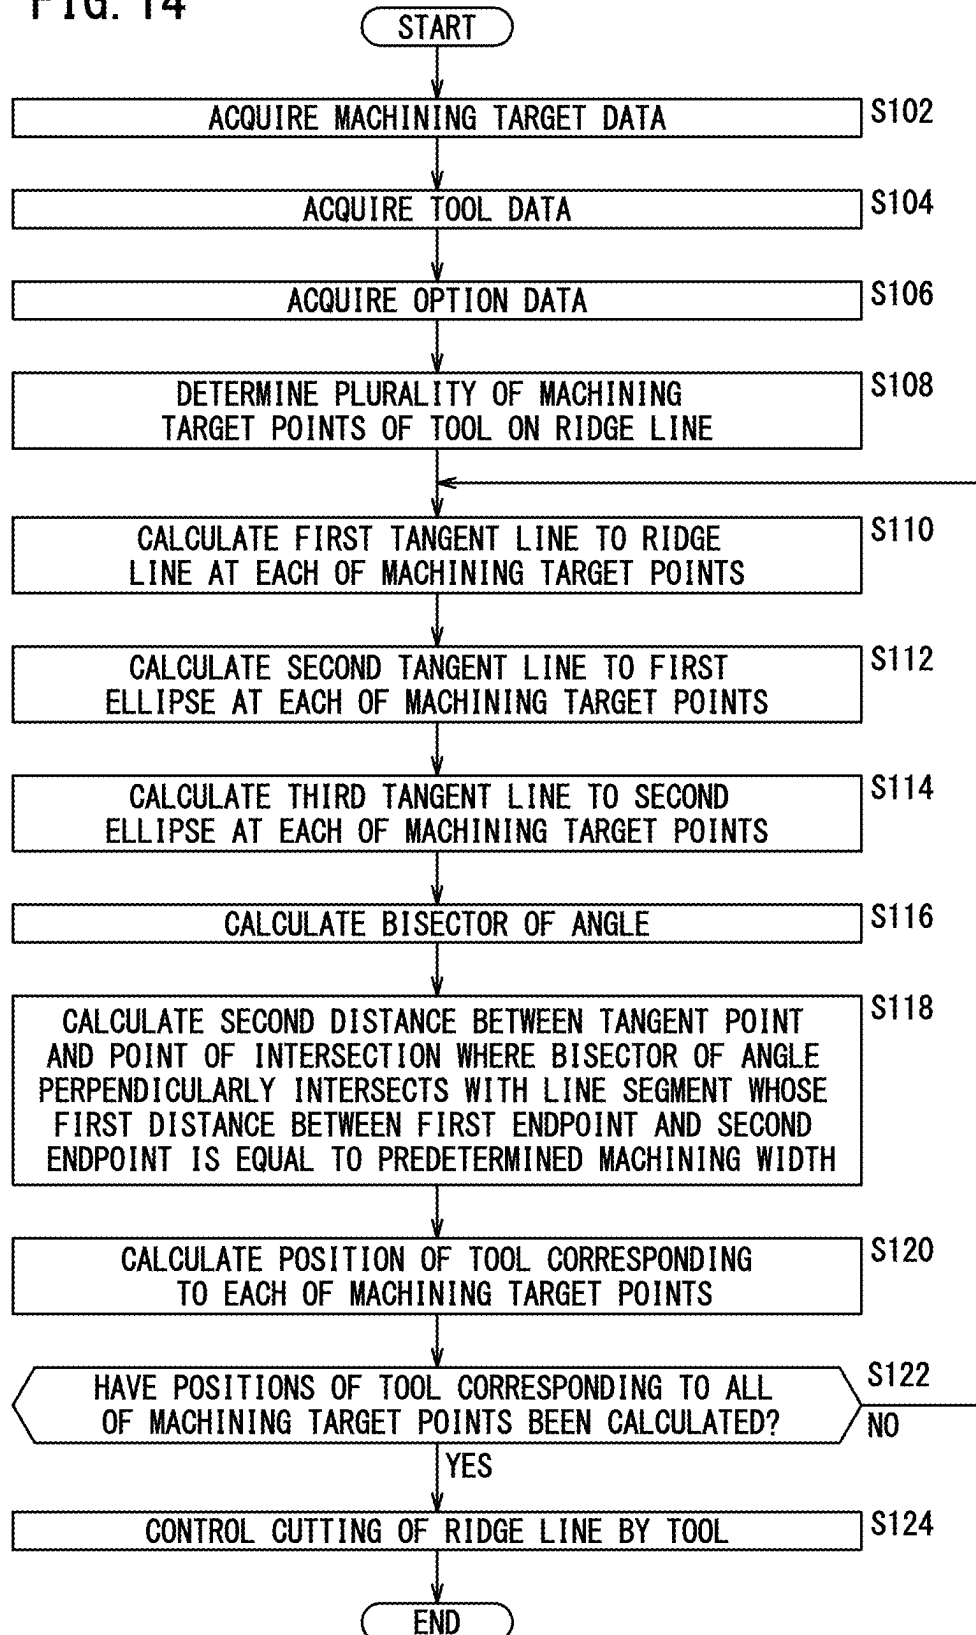 FIG. 14
START
ACQUIRE MACHINING TARGET DATA
S102
ACQUIRE TOOL DATA
S104
ACQUIRE OPTION DATA
S106
DETERMINE PLURALITY OF MACHINING
TARGET POINTS OF TOOL ON RIDGE LINE
S108
CALCULATE FIRST TANGENT LINE TO RIDGE
LINE AT EACH OF MACHINING TARGET POINTS
S110
CALCULATE SECOND TANGENT LINE TO FIRST
ELLIPSE AT EACH OF MACHINING TARGET POINTS
S112
CALCULATE THIRD TANGENT LINE TO SECOND
ELLIPSE AT EACH OF MACHINING TARGET POINTS
S114
CALCULATE BISECTOR OF ANGLE
S116
CALCULATE SECOND DISTANCE BETWEEN TANGENT POINT
AND POINT OF INTERSECTION WHERE BISECTOR OF ANGLE
PERPENDICULARLY INTERSECTS WITH LINE SEGMENT WHOSE
FIRST DISTANCE BETWEEN FIRST ENDPOINT AND SECOND
ENDPOINT IS EQUAL TO PREDETERMINED MACHINING WIDTH
S118
CALCULATE POSITION OF TOOL CORRESPONDING
TO EACH OF MACHINING TARGET POINTS
S120
HAVE POSITIONS OF TOOL CORRESPONDING TO ALL
OF MACHINING TARGET POINTS BEEN CALCULATED?
S122
NO
YES
CONTROL CUTTING OF RIDGE LINE BY TOOL
S124
END